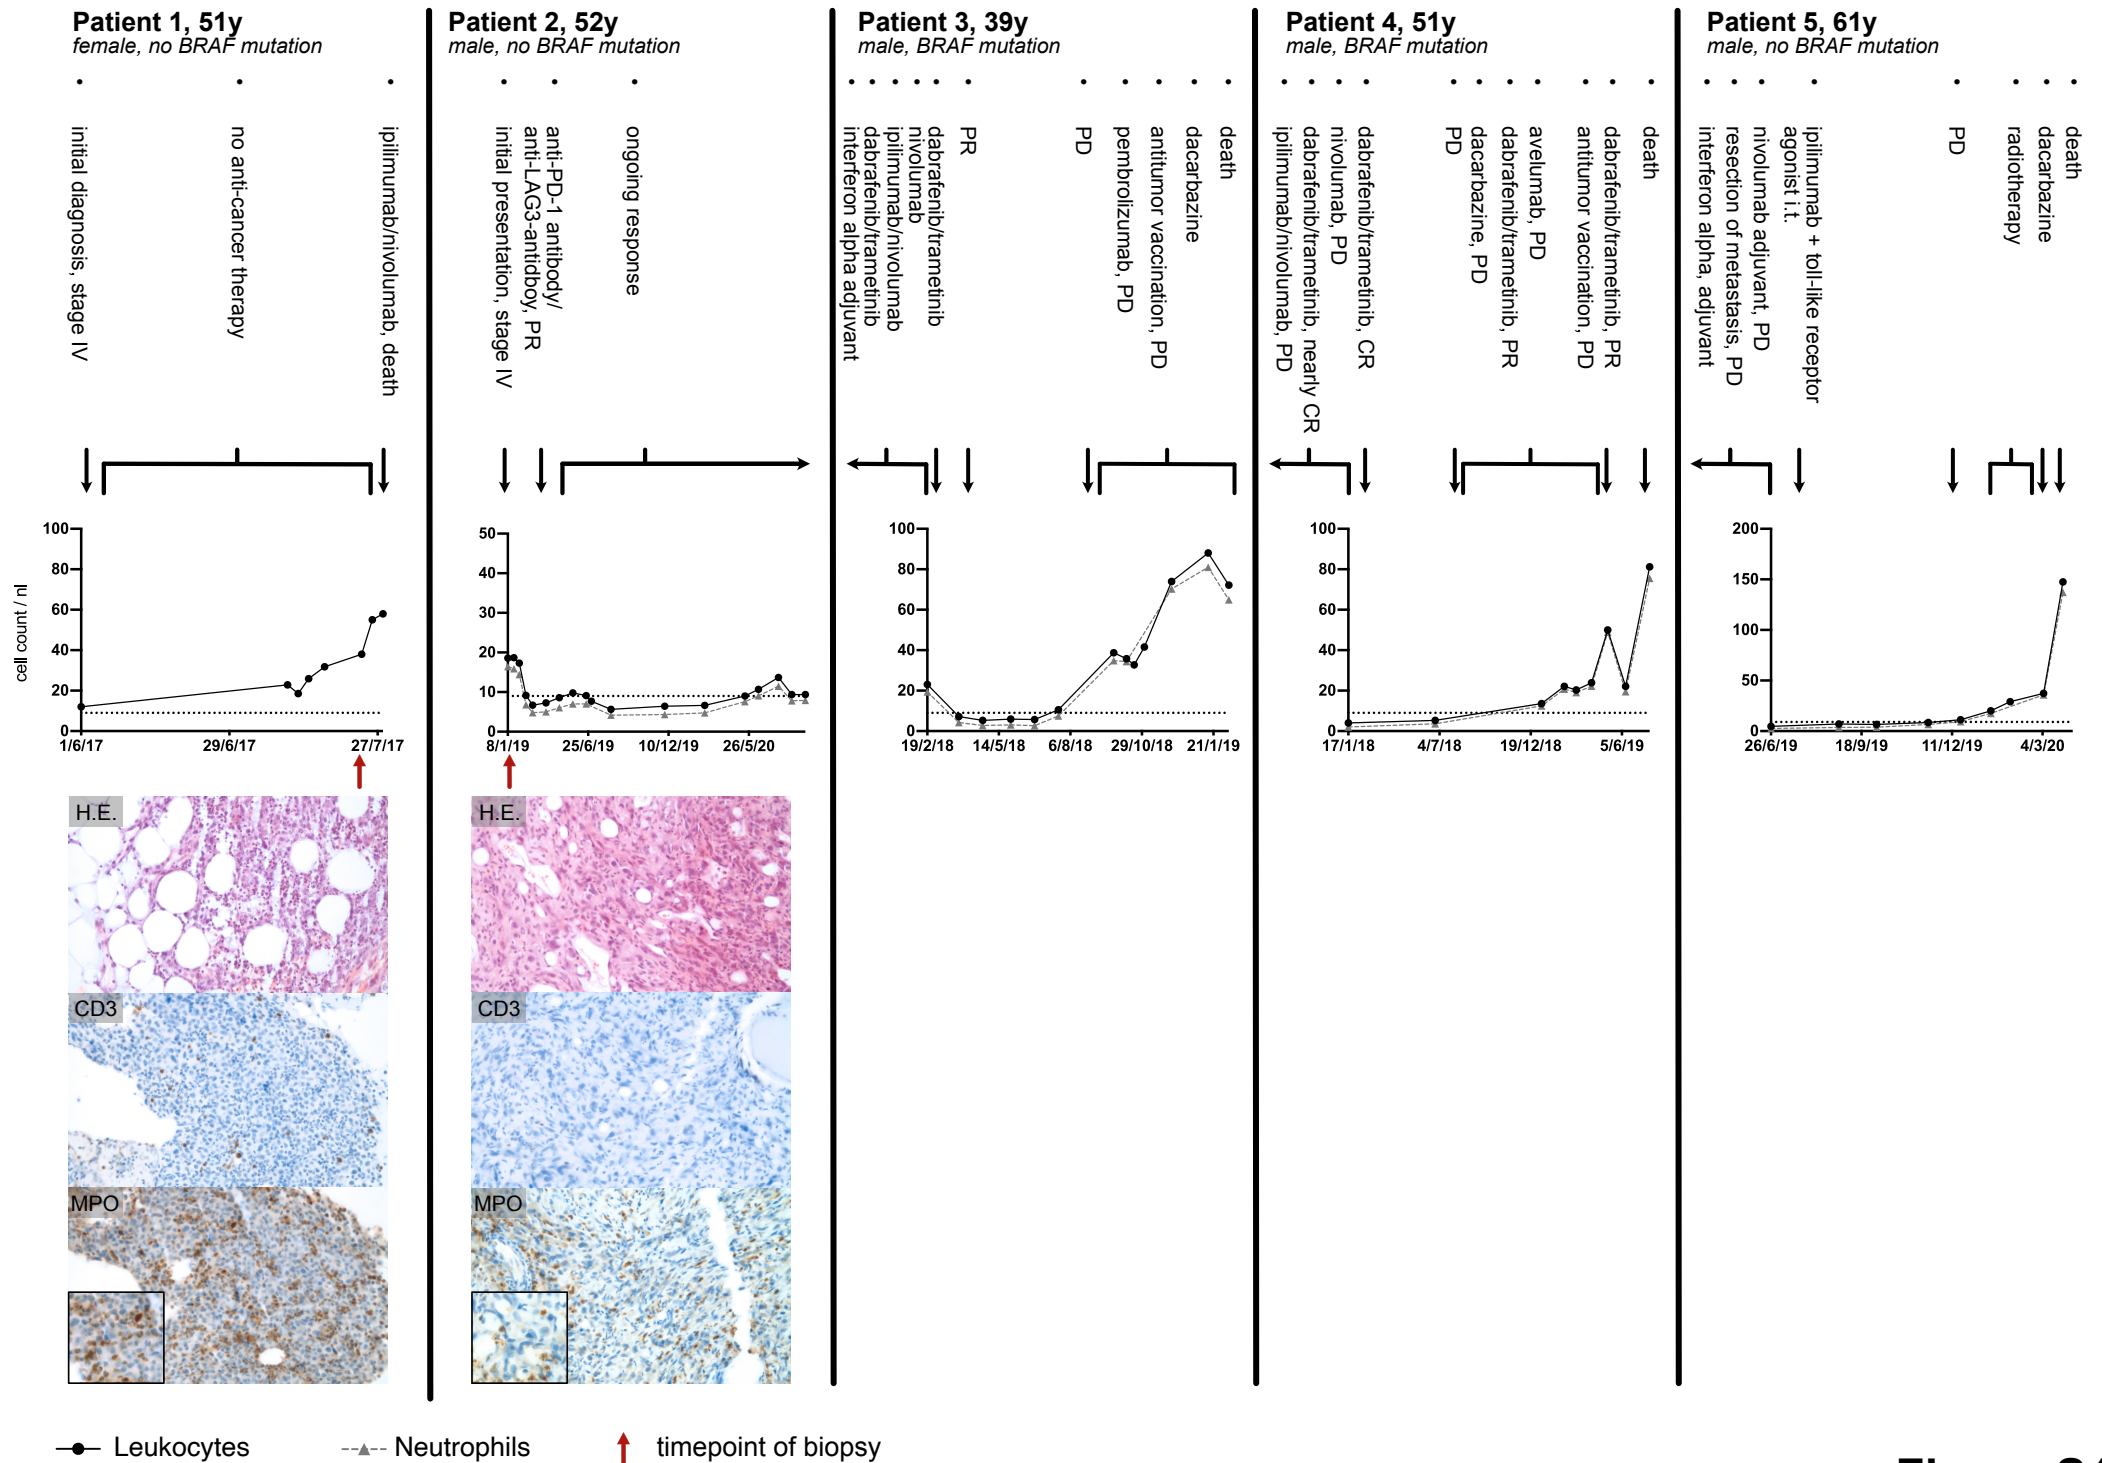 Patient 1, 51y
female, no BRAF mutation
initial diagnosis, stage IV
no anti-cancer therapy
ipilimumab/nivolumab, death
cell count / nl
100
80
60
40
20
0
1/6/17
29/6/17
27/7/17
H.E.
CD3
MPO
Patient 2, 52y
male, no BRAF mutation
initial presentation, stage IV
anti-PD-1 antibody/
anti-LAG3-antidboy, PR
ongoing response
50
40
30
20
10
0
8/1/19
25/6/19
10/12/19
26/5/20
H.E.
CD3
MPO
Patient 3, 39y
male, BRAF mutation
interferon alpha adjuvant
dabrafenib/trametinib
ipilimumab/nivolumab
nivolumab
dabrafenib/trametinib
PR
PD
pembrolizumab, PD
antitumor vaccination, PD
dacarbazine
death
100
80
60
40
20
0
19/2/18
14/5/18
6/8/18
29/10/18
21/1/19
Patient 4, 51y
male, BRAF mutation
ipilimumab/nivolumab, PD
dabrafenib/trametinib, nearly CR
nivolumab, PD
dabrafenib/trametinib, CR
PD
dacarbazine, PD
dabrafenib/trametinib, PR
avelumab, PD
antitumor vaccination, PD
dabrafenib/trametinib, PR
death
100
80
60
40
20
0
17/1/18
4/7/18
19/12/18
5/6/19
Patient 5, 61y
male, no BRAF mutation
interferon alpha, adjuvant
resection of metastasis, PD
nivolumab adjuvant, PD
ipilimumab + toll-like receptor
agonist i.t.
PD
radiotherapy
dacarbazine
death
200
150
100
50
0
26/6/19
18/9/19
11/12/19
4/3/20
Leukocytes
Neutrophils
timepoint of biopsy